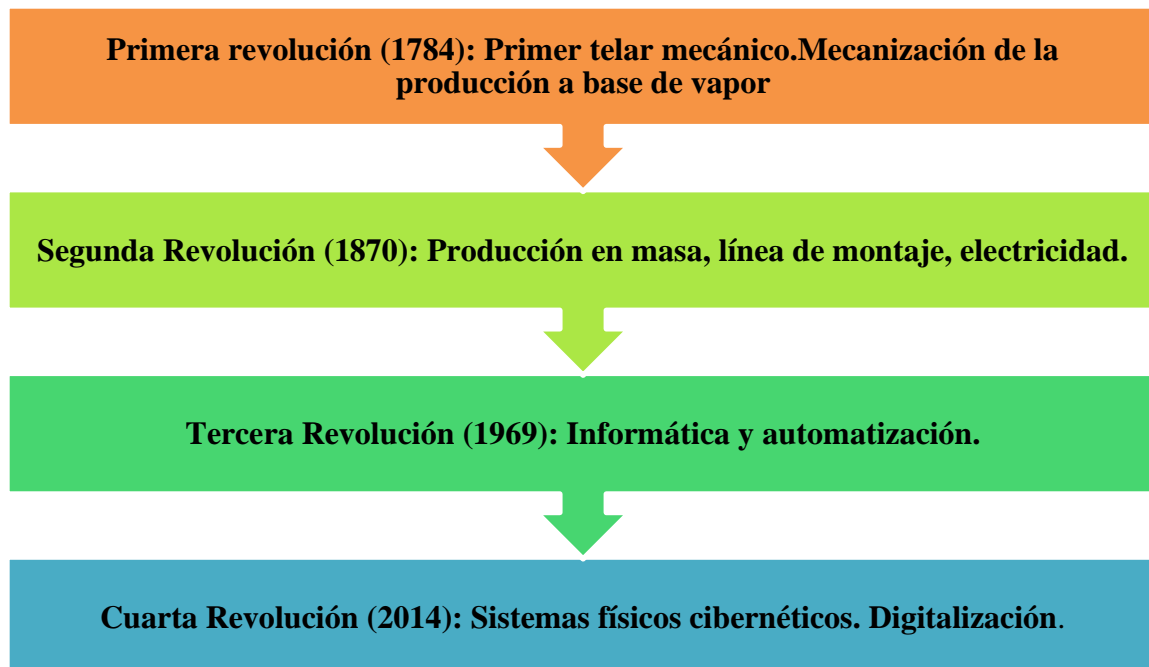 Primera revolución (1784): Primer telar mecánico.Mecanización de la
producción a base de vapor
Segunda Revolución (1870): Producción en masa, línea de montaje, electricidad.
Tercera Revolución (1969): Informática y automatización.
Cuarta Revolución (2014): Sistemas físicos cibernéticos. Digitalización.